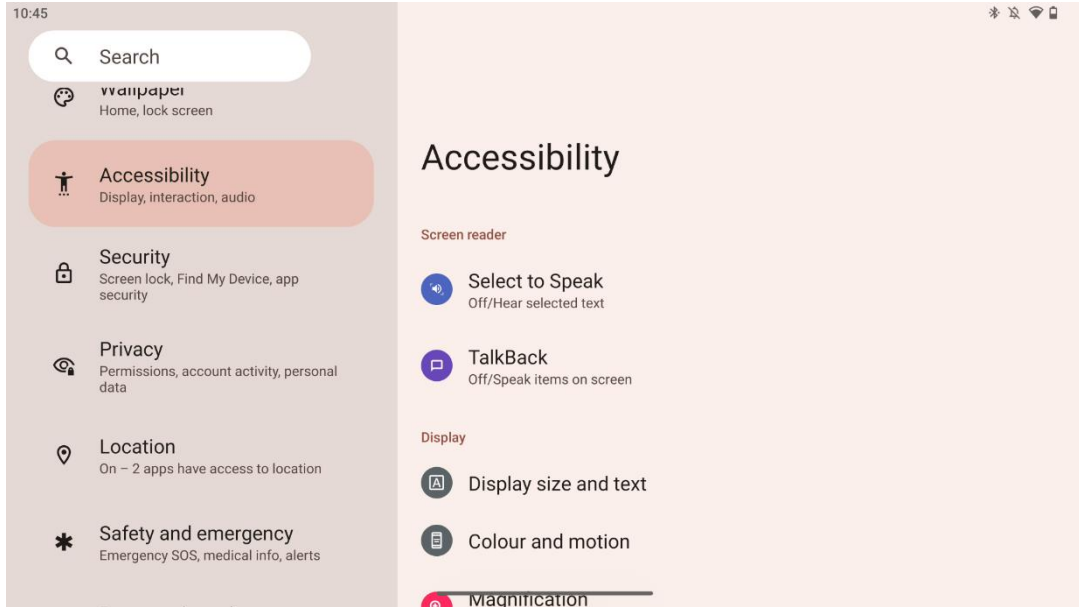 10:45
Search
Wallpaper
Home, lock screen
Accessibility
Display, interaction, audio
Security
Screen lock, Find My Device, app
security
Privacy
Permissions, account activity, personal
data
Location
On – 2 apps have access to location
Safety and emergency
Emergency SOS, medical info, alerts
Accessibility
Screen reader
Select to Speak
Off/Hear selected text
TalkBack
Off/Speak items on screen
Display
Display size and text
Colour and motion
Magnification